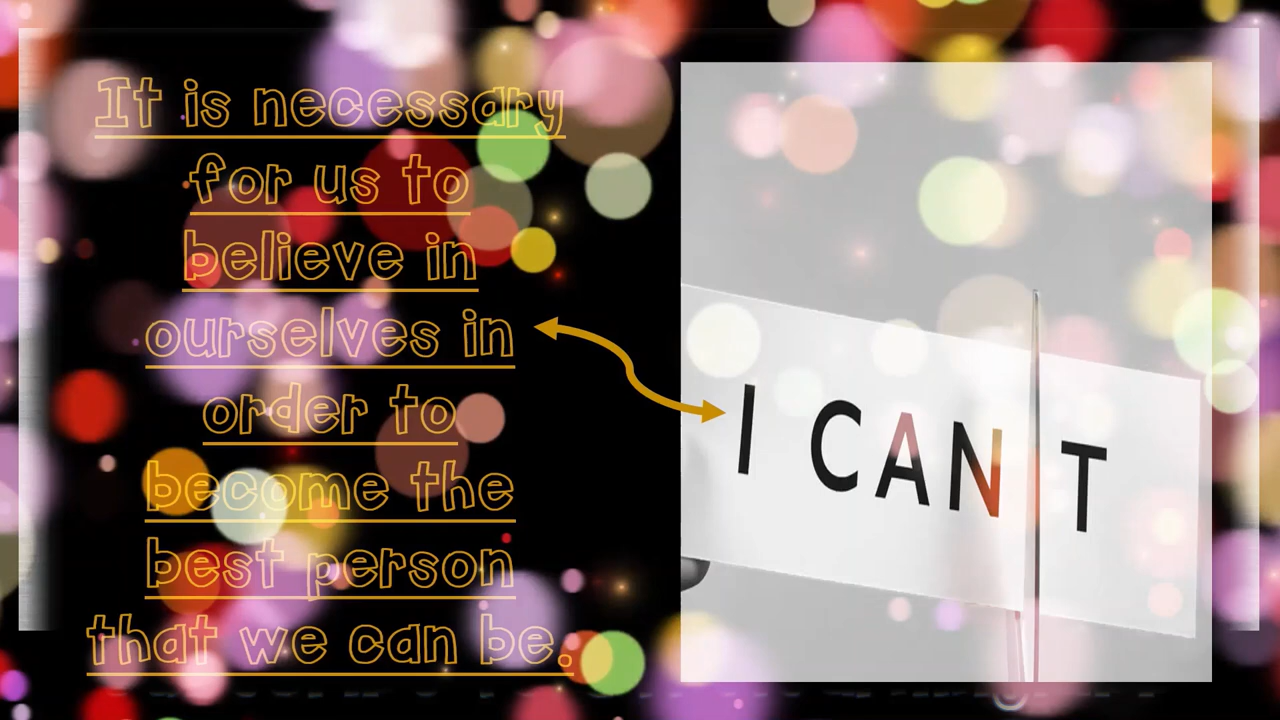 It is necessary
for us to
believe in
ourselves in
order to
become the
best person
that we can be.
I CAN T